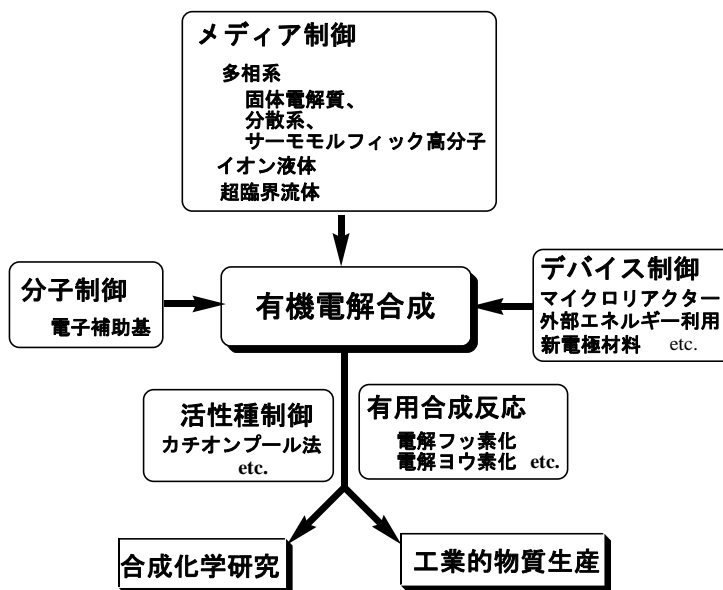 メディア制御
多相系
固体電解質、
分散系、
サーモモルフィック高分子
イオン液体
超臨界流体
分子制御
電子補助基
有機電解合成
デバイス制御
マイクロリアクター
外部エネルギー利用
新電極材料 etc.
活性種制御
カチオンプール法
etc.
有用合成反応
電解フッ素化
電解ヨウ素化 etc.
合成化学研究
工業的物質生産